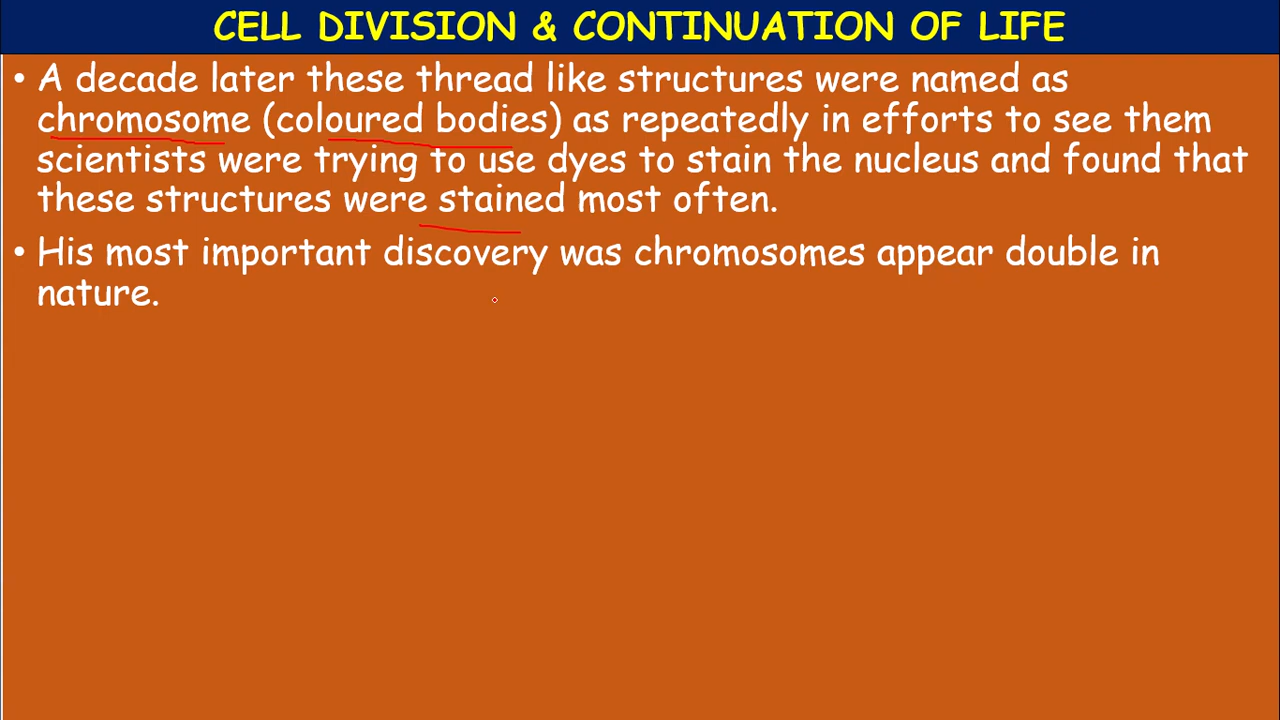 CELL DIVISION & CONTINUATION OF LIFE
• A decade later these thread like structures were named as
chromosome (coloured bodies) as repeatedly in efforts to see them
scientists were trying to use dyes to stain the nucleus and found that
these structures were stained most often.
• His most important discovery was chromosomes appear double in
nature.